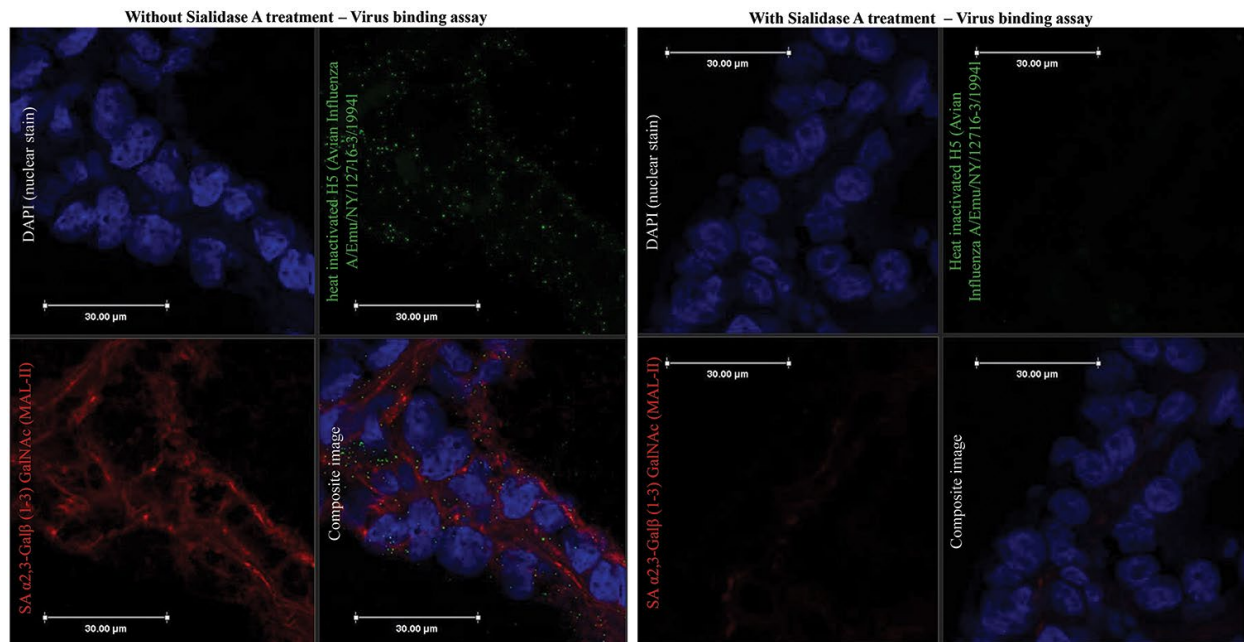 Without Sialidase A treatment – Virus binding assay
DAPI (nuclear stain)
30.00 µm
heat inactivated H5 (Avian Influenza
A/Emu/NY/12716-3/1994l
30.00 µm
SA α2,3-Galβ (1-3) GalNAc (MAL-II)
30.00 µm
Composite image
30.00 µm
With Sialidase A treatment – Virus binding assay
DAPI (nuclear stain)
30.00 µm
Heat inactivated H5 (Avian
Influenza A/Emu/NY/12716-3/1994l
30.00 µm
SA α2,3-Galβ (1-3) GalNAc (MAL-II)
30.00 µm
Composite image
30.00 µm